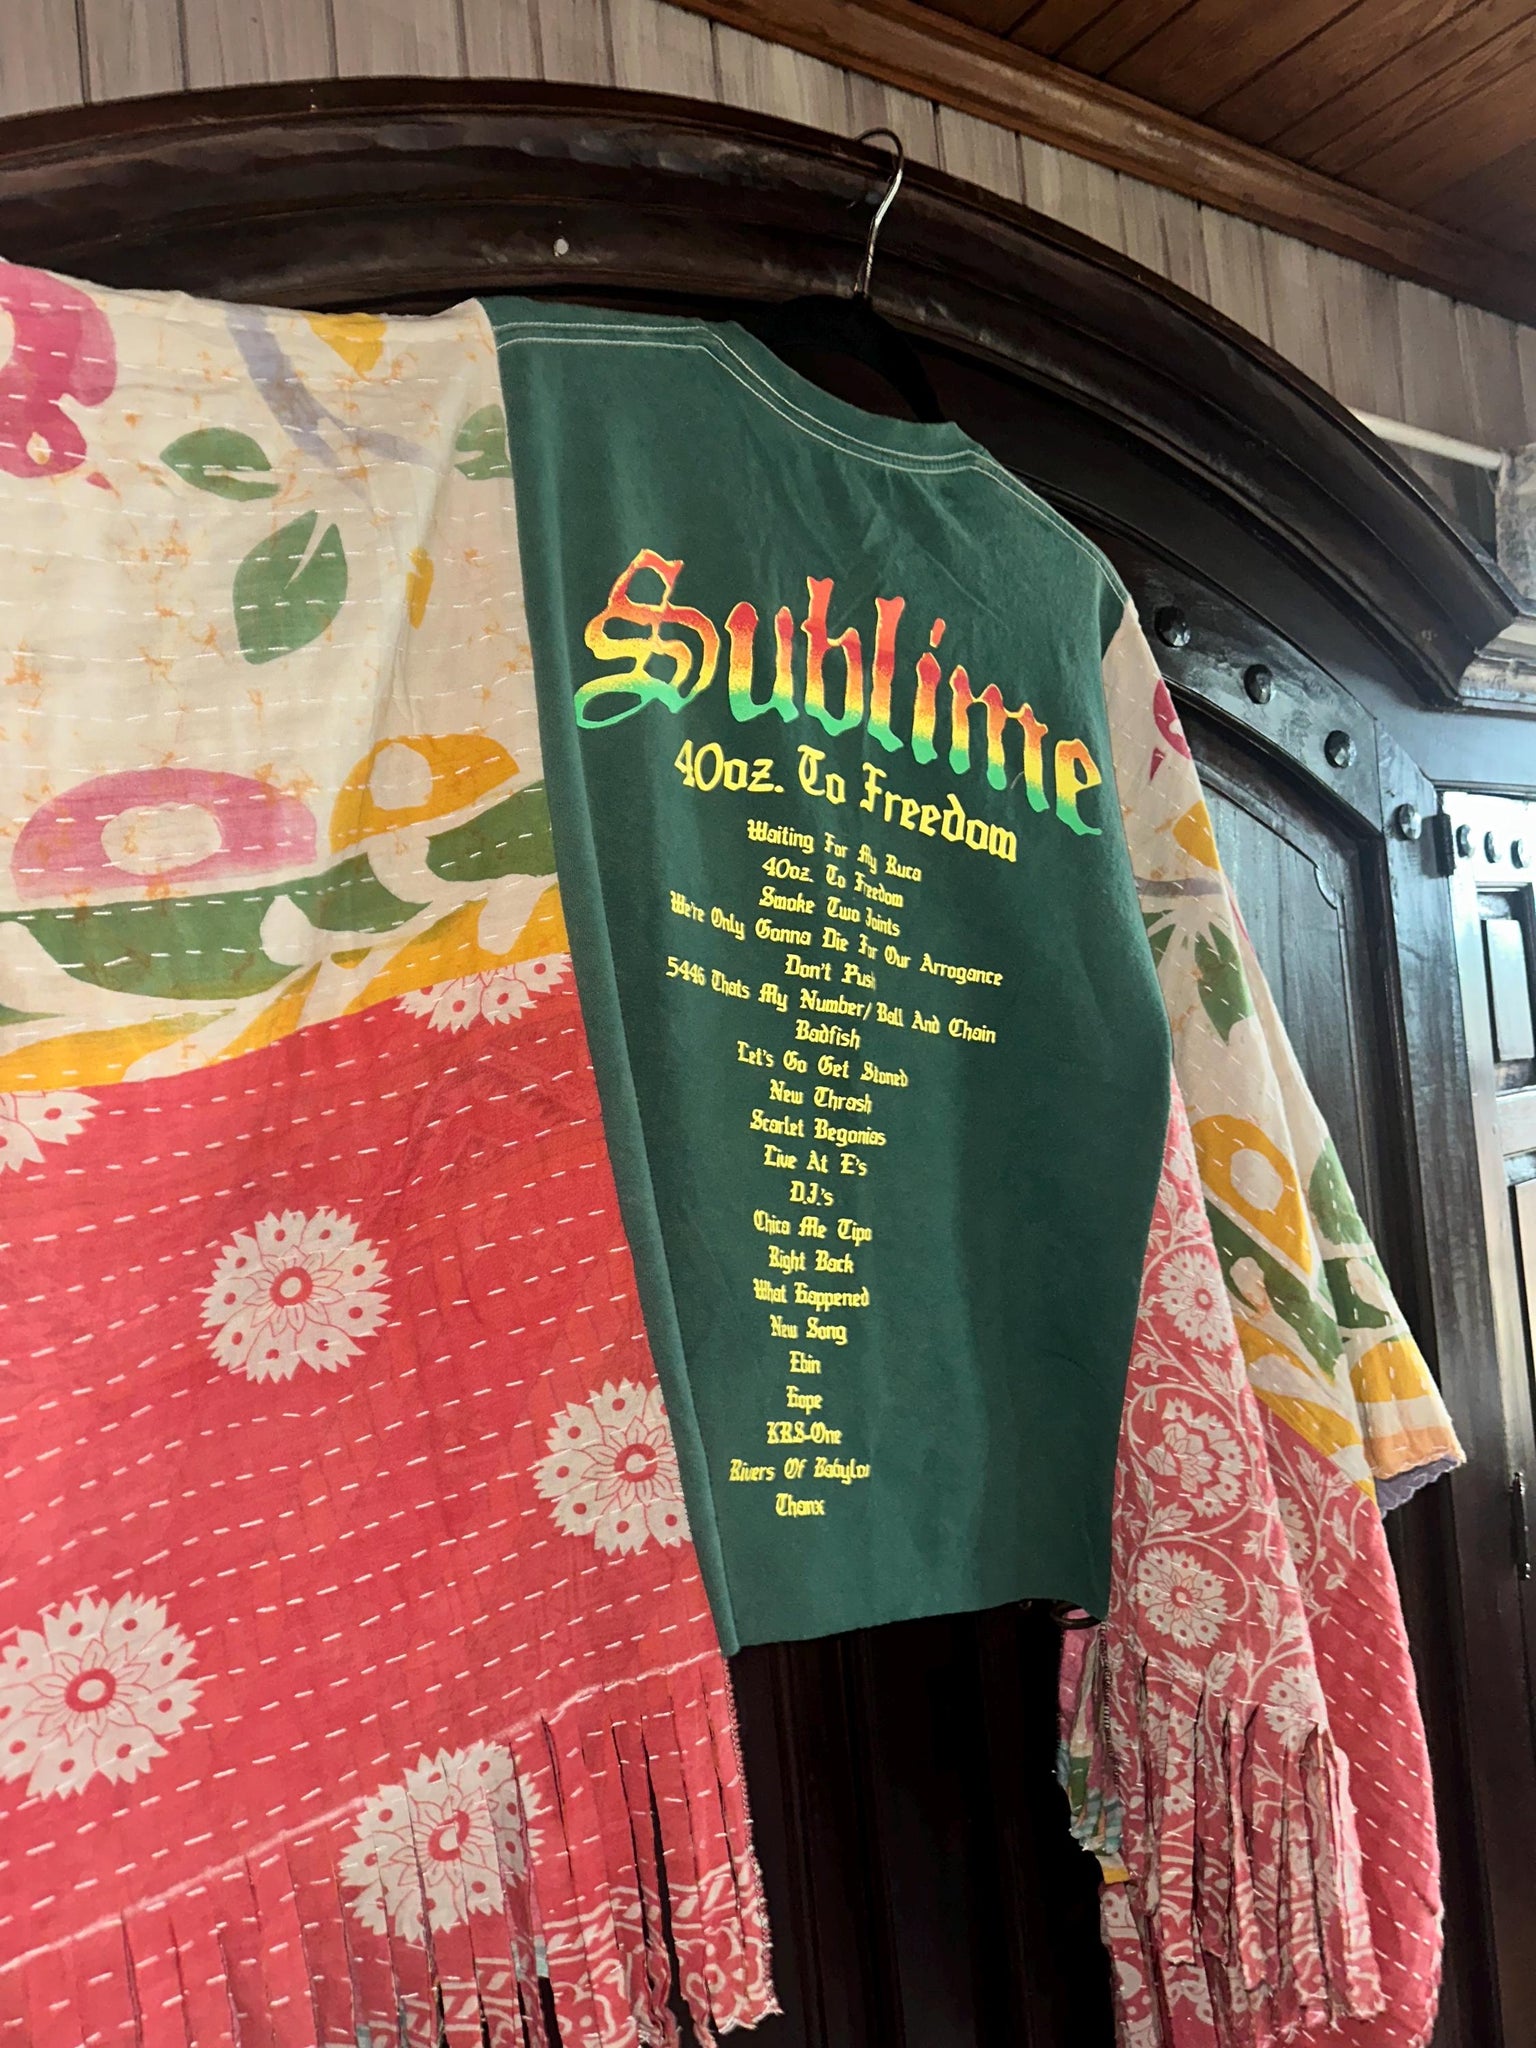 Sublime
40oz. To Freedom
Waiting For My Ruca
40oz. To Freedom
Smoke Two Joints
We're Only Gonna Die For Our Arrogance
Don't Push
5446 Thats My Number/ Ball And Chain
Badfish
Let's Go Get Stoned
New Thrash
Scarlet Begonias
Live At E's
D.J.'s
Chica Me Tipo
Right Back
What Happened
New Song
Ebin
Hope
KRS-One
Rivers Of Babylon
Thanx